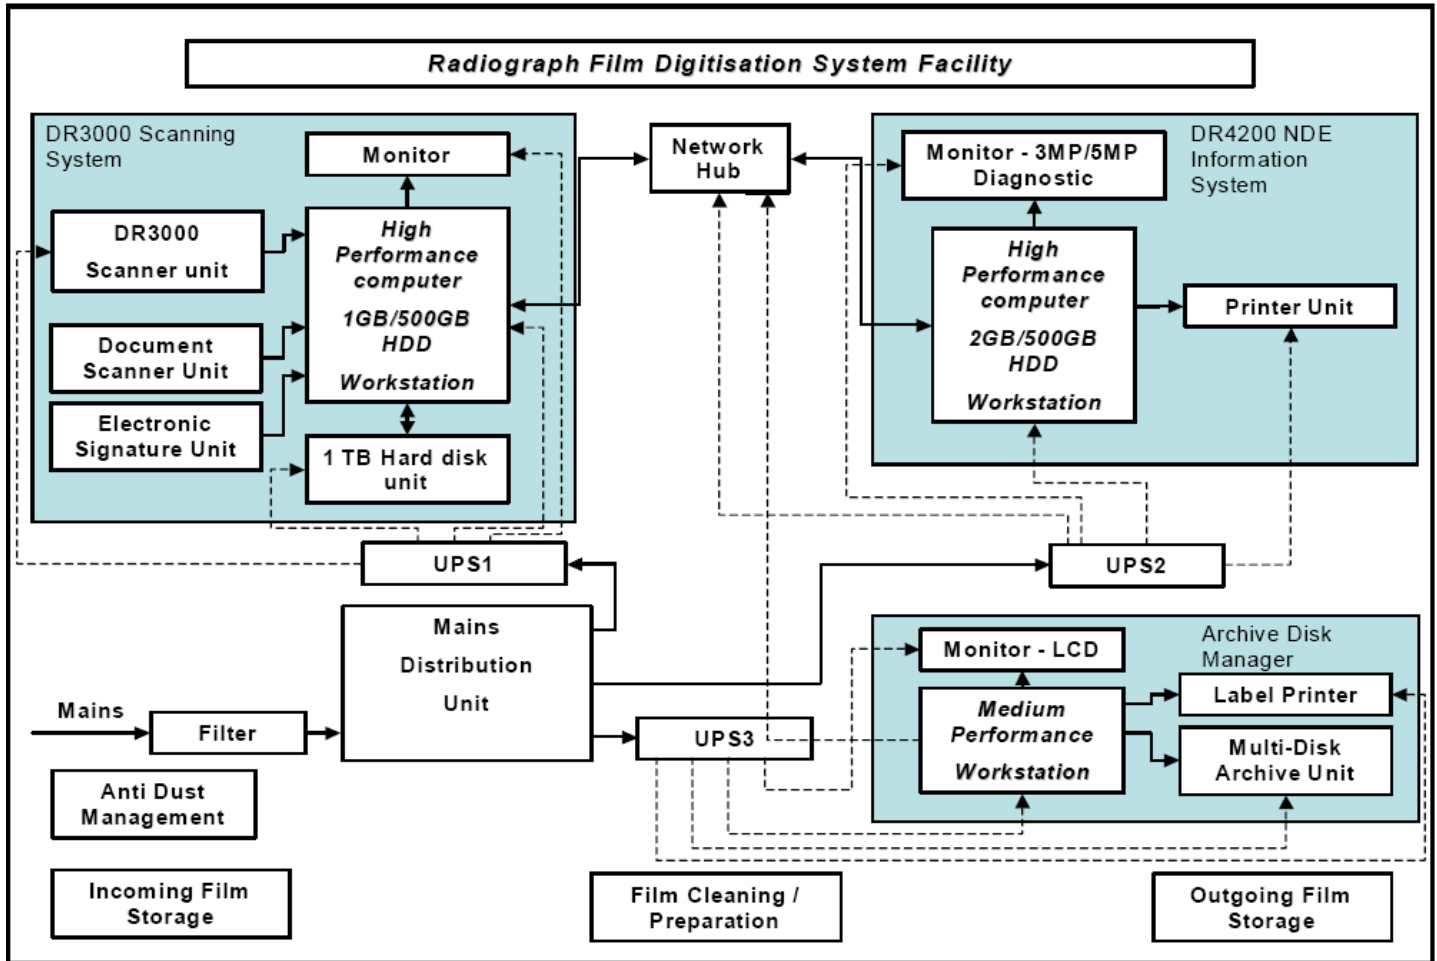 Radiograph Film Digitisation System Facility
DR3000 Scanning
System
Monitor
DR3000
Scanner unit
High
Performance
computer
1GB/500GB
HDD
Workstation
Document
Scanner Unit
Electronic
Signature Unit
1 TB Hard disk
unit
Network
Hub
DR4200 NDE
Information
System
Monitor - 3MP/5MP
Diagnostic
High
Performance
computer
2GB/500GB
HDD
Workstation
Printer Unit
UPS1
UPS2
Mains
Distribution
Unit
Mains
Filter
UPS3
Archive Disk
Manager
Monitor - LCD
Medium
Performance
Workstation
Label Printer
Multi-Disk
Archive Unit
Anti Dust
Management
Incoming Film
Storage
Film Cleaning /
Preparation
Outgoing Film
Storage